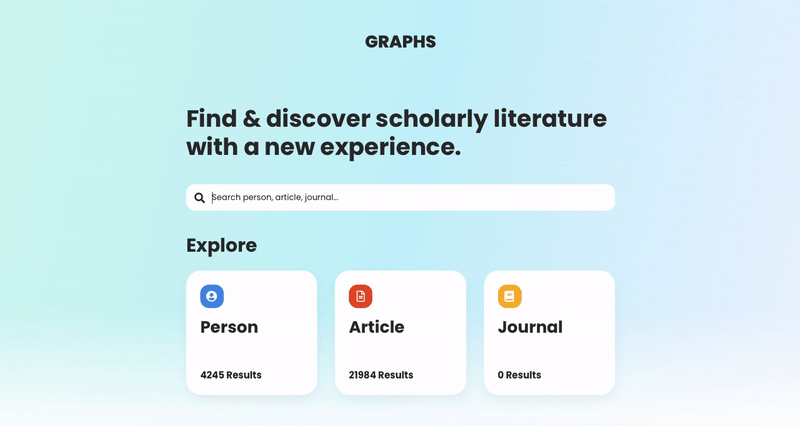 GRAPHS
Find & discover scholarly literature
with a new experience.
Search person, article, journal...
Explore
Person
4245 Results
Article
21984 Results
Journal
0 Results